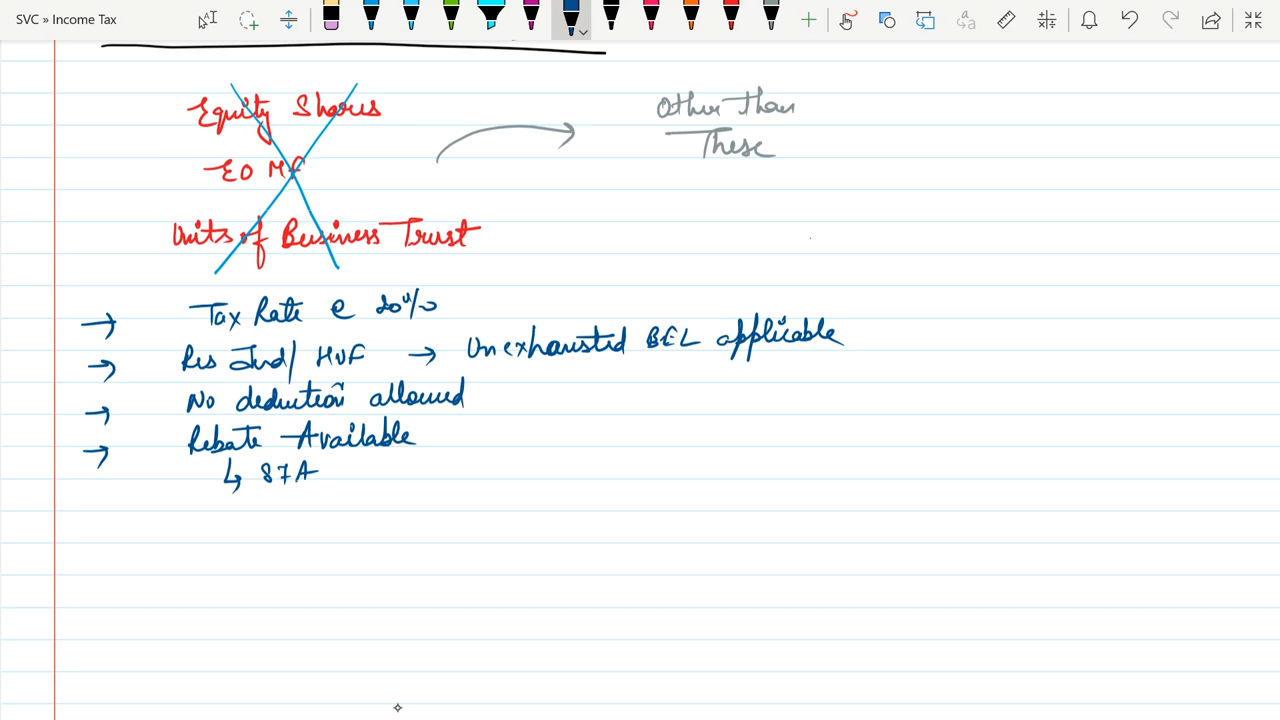 SVC » Income Tax
Equity Shares
EO MF
Units of Business Trust
Other Than
These
→ Tax Rate @ 20%
→ Res Ind/ HUF → Unexhausted BEL applicable
→ No deduction allowed
→ Rebate Available
↳ 87A